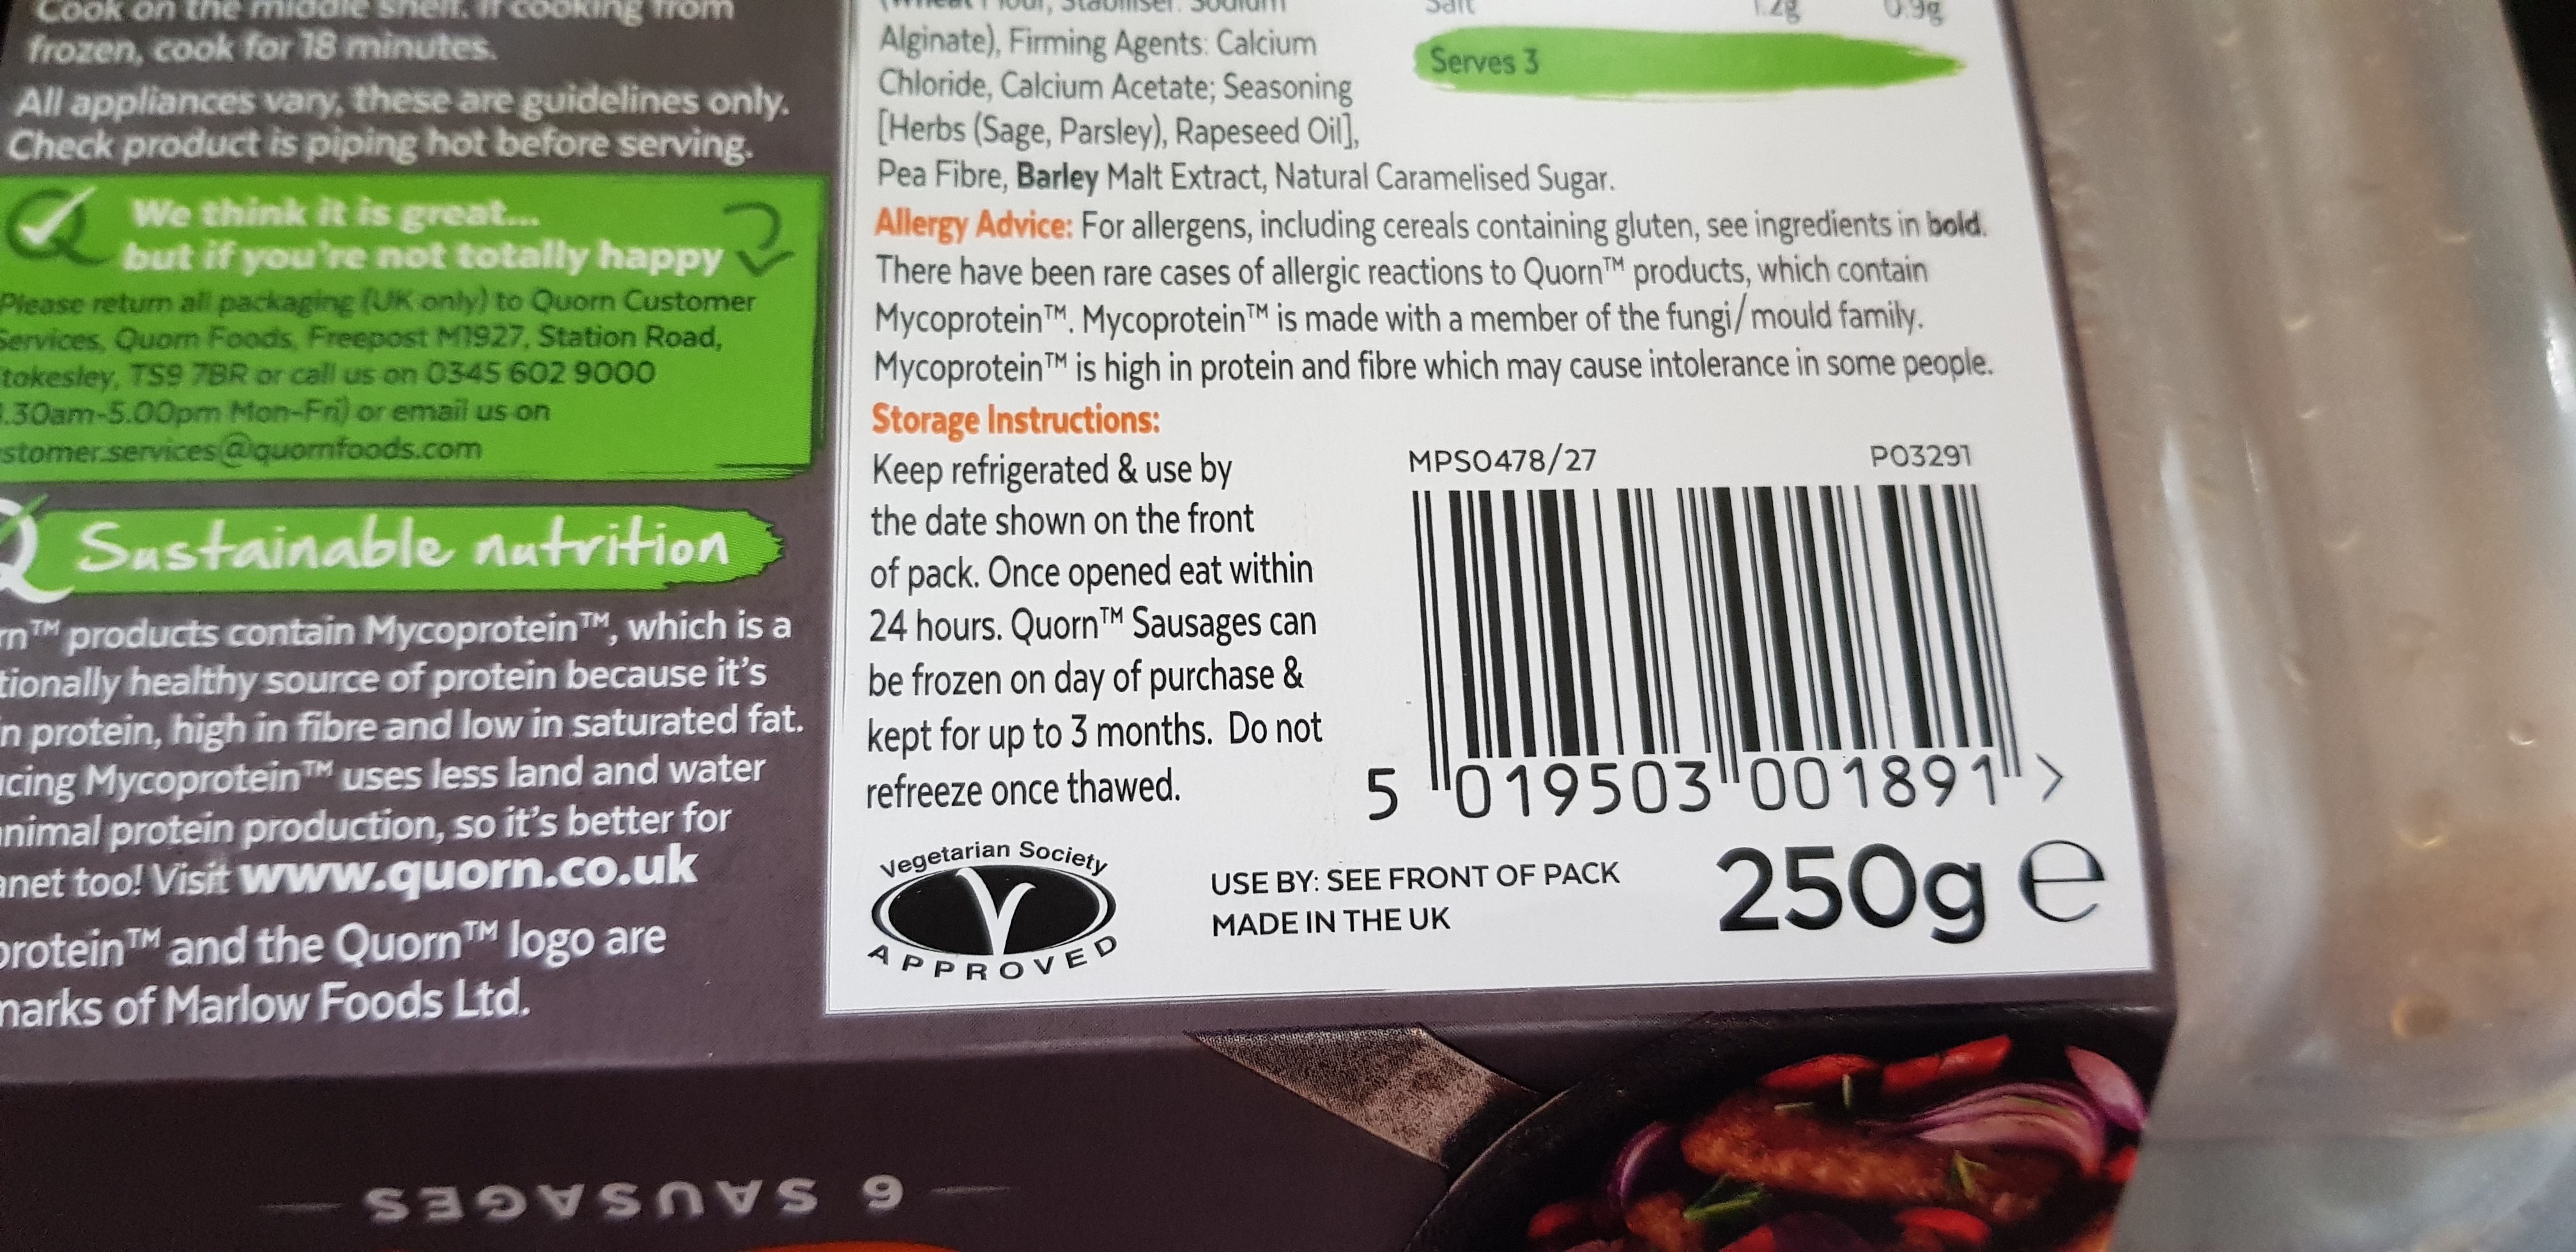 Cook on the middle shelf. If cooking from
frozen, cook for 18 minutes.
All appliances vary, these are guidelines only.
Check product is piping hot before serving.
We think it is great...
but if you're not totally happy
Please return all packaging (UK only) to Quorn Customer
Services, Quorn Foods, Freepost M1927, Station Road,
tokesley, TS9 7BR or call us on 0345 602 9000
.30am-5.00pm Mon-Fri) or email us on
stomer.services@quornfoods.com
Sustainable nutrition
rn™ products contain Mycoprotein™, which is a
tionally healthy source of protein because it's
n protein, high in fibre and low in saturated fat.
cing Mycoprotein™ uses less land and water
nimal protein production, so it's better for
anet too! Visit www.quorn.co.uk
protein™ and the Quorn™ logo are
marks of Marlow Foods Ltd.
(Wheat Flour, Stabiliser: Sodium
Alginate), Firming Agents: Calcium
Chloride, Calcium Acetate; Seasoning
[Herbs (Sage, Parsley), Rapeseed Oil],
Pea Fibre, Barley Malt Extract, Natural Caramelised Sugar.
Salt 1.2g 0.9g
Serves 3
Allergy Advice: For allergens, including cereals containing gluten, see ingredients in bold.
There have been rare cases of allergic reactions to Quorn™ products, which contain
Mycoprotein™. Mycoprotein™ is made with a member of the fungi/mould family.
Mycoprotein™ is high in protein and fibre which may cause intolerance in some people.
Storage Instructions:
Keep refrigerated & use by
the date shown on the front
of pack. Once opened eat within
24 hours. Quorn™ Sausages can
be frozen on day of purchase &
kept for up to 3 months. Do not
refreeze once thawed.
MPS0478/27 P03291
5 019503 001891 >
Vegetarian Society
APPROVED
USE BY: SEE FRONT OF PACK
MADE IN THE UK
250g e
6 SAUSAGES